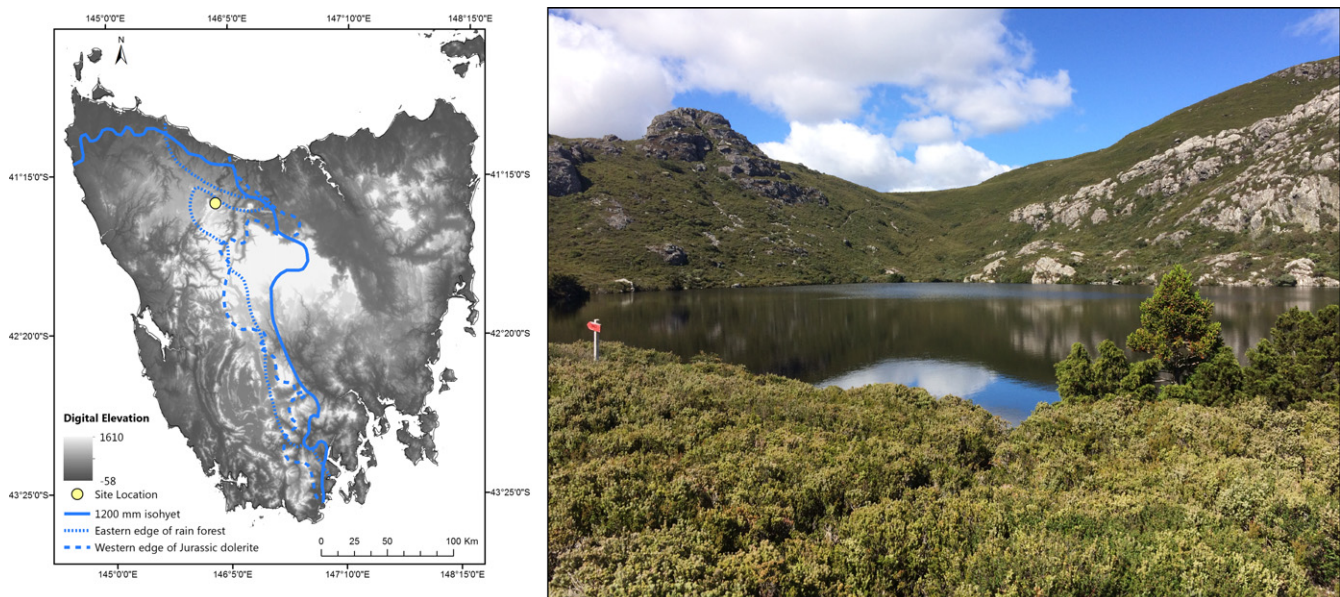 145°0'0"E 146°5'0"E 147°10'0"E 148°15'0"E
N
41°15'0"S 41°15'0"S
42°20'0"S 42°20'0"S
43°25'0"S 43°25'0"S
Digital Elevation
1610
-58
Site Location
1200 mm isohyet
Eastern edge of rain forest
Western edge of Jurassic dolerite
0 25 50 100 Km
145°0'0"E 146°5'0"E 147°10'0"E 148°15'0"E